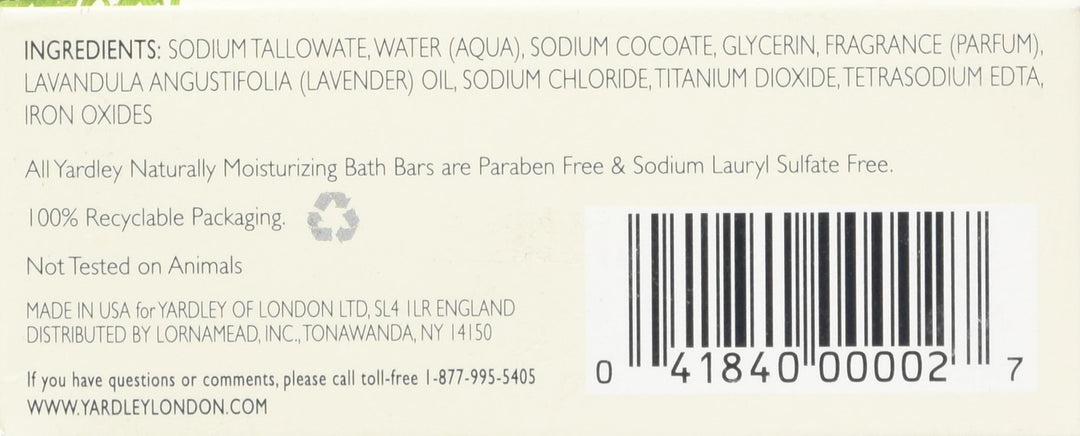 INGREDIENTS: SODIUM TALLOWATE, WATER (AQUA), SODIUM COCOATE, GLYCERIN, FRAGRANCE (PARFUM),
LAVANDULA ANGUSTIFOLIA (LAVENDER) OIL, SODIUM CHLORIDE, TITANIUM DIOXIDE, TETRASODIUM EDTA,
IRON OXIDES
All Yardley Naturally Moisturizing Bath Bars are Paraben Free & Sodium Lauryl Sulfate Free.
100% Recyclable Packaging.
Not Tested on Animals
MADE IN USA for YARDLEY OF LONDON LTD, SL4 1LR ENGLAND
DISTRIBUTED BY LORNAMEAD, INC., TONAWANDA, NY 14150
If you have questions or comments, please call toll-free 1-877-995-5405
WWW.YARDLEYLONDON.COM
0 41840 00002 7